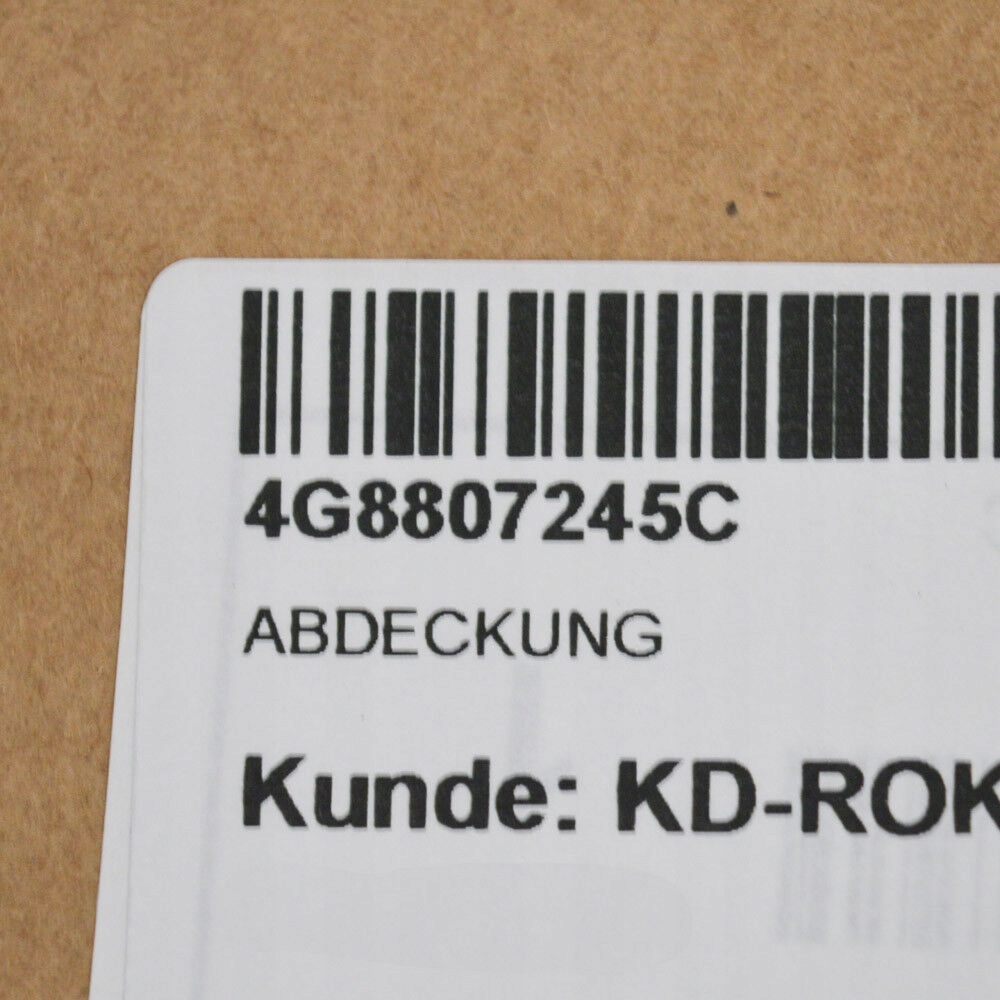 4G8807245C
ABDECKUNG
Kunde: KD-ROK